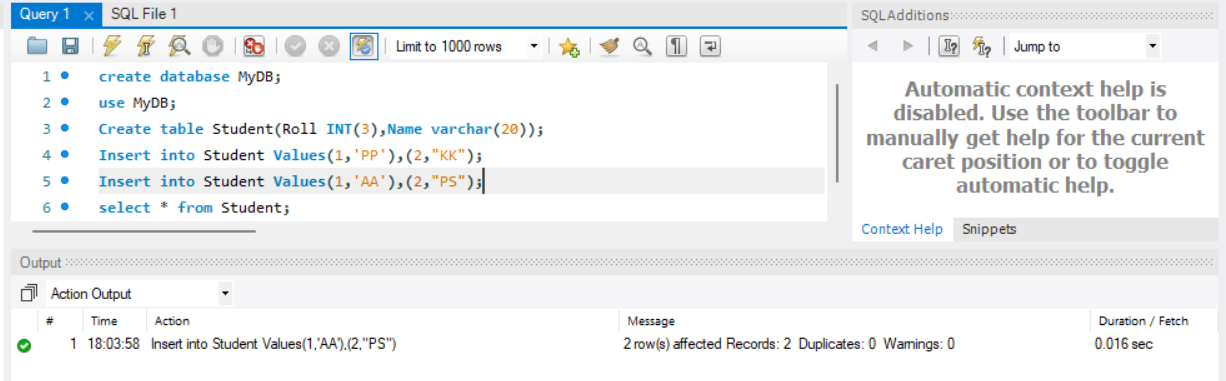 Query 1 × SQL File 1
SQLAdditions
Limit to 1000 rows
Jump to
1 create database MyDB;
2 use MyDB;
3 Create table Student(Roll INT(3),Name varchar(20));
4 Insert into Student Values(1,'PP'),(2,"KK");
5 Insert into Student Values(1,'AA'),(2,"PS");
6 select * from Student;
Automatic context help is
disabled. Use the toolbar to
manually get help for the current
caret position or to toggle
automatic help.
Context Help Snippets
Output
Action Output
# Time Action Message Duration / Fetch
1 18:03:58 Insert into Student Values(1,'AA'),(2,"PS") 2 row(s) affected Records: 2 Duplicates: 0 Warnings: 0 0.016 sec